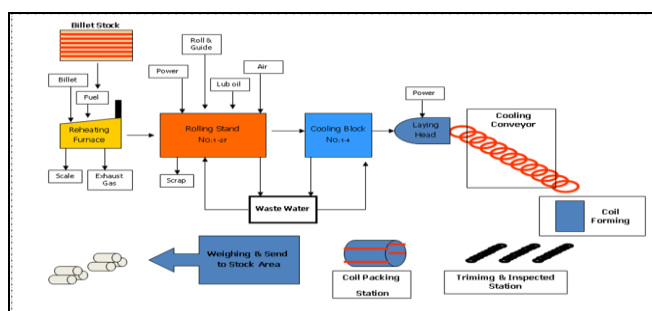 Billet Stock
Roll &
Guide
Air
Power
Lub oil
Billet
Fuel
Power
Cooling
Conveyor
Reheating
Furnace
Rolling Stand
No.1-27
Cooling Block
No.1-4
Laying
Head
Scale
Exhaust
Gas
Scrap
Waste Water
Coil
Forming
Weighing & Send
to Stock Area
Coil Packing
Station
Triming & Inspected
Station